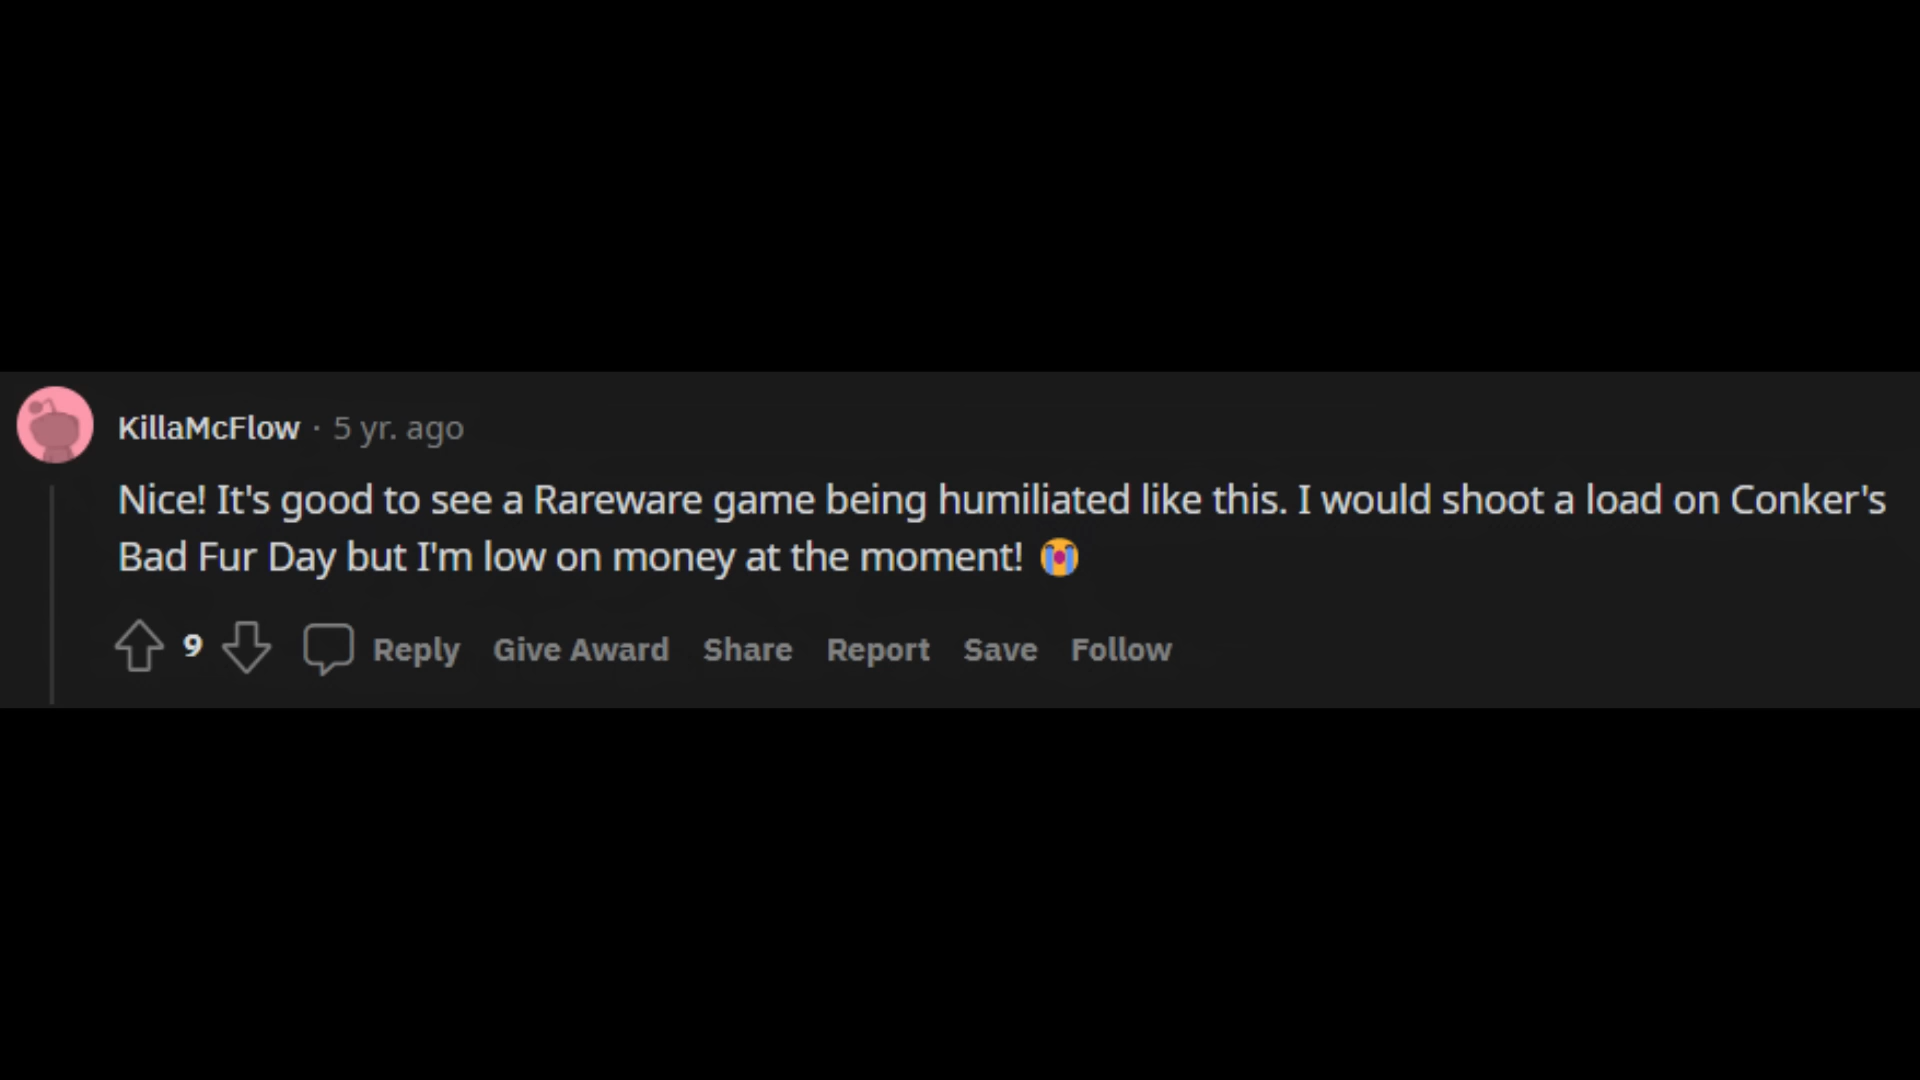 KillaMcFlow · 5 yr. ago
Nice! It's good to see a Rareware game being humiliated like this. I would shoot a load on Conker's
Bad Fur Day but I'm low on money at the moment! 😭
9 Reply Give Award Share Report Save Follow